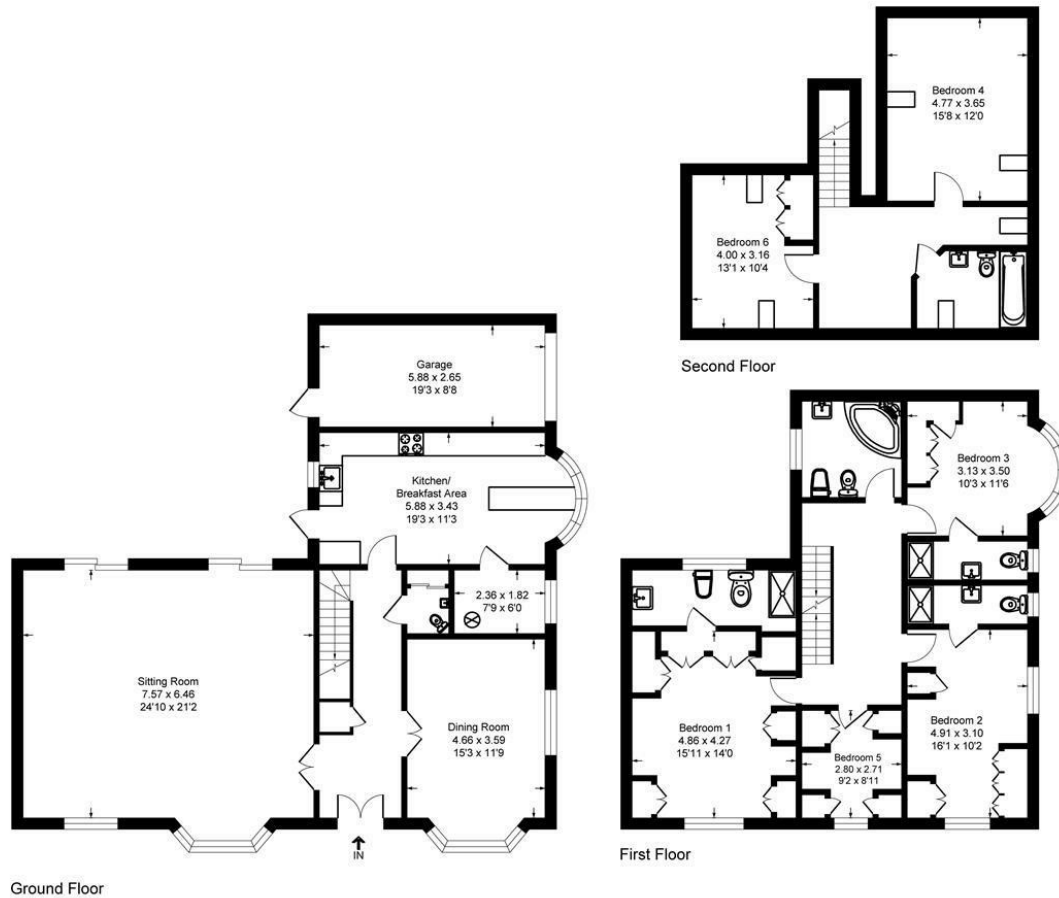 Bedroom 4
4.77 x 3.65
15'8 x 12'0
Bedroom 6
4.00 x 3.16
13'1 x 10'4
Second Floor
Garage
5.88 x 2.65
19'3 x 8'8
Kitchen/
Breakfast Area
5.88 x 3.43
19'3 x 11'3
2.36 x 1.82
7'9 x 6'0
Sitting Room
7.57 x 6.46
24'10 x 21'2
Dining Room
4.66 x 3.59
15'3 x 11'9
IN
Ground Floor
Bedroom 3
3.13 x 3.50
10'3 x 11'6
Bedroom 1
4.86 x 4.27
15'11 x 14'0
Bedroom 2
4.91 x 3.10
16'1 x 10'2
Bedroom 5
2.80 x 2.71
9'2 x 8'11
First Floor